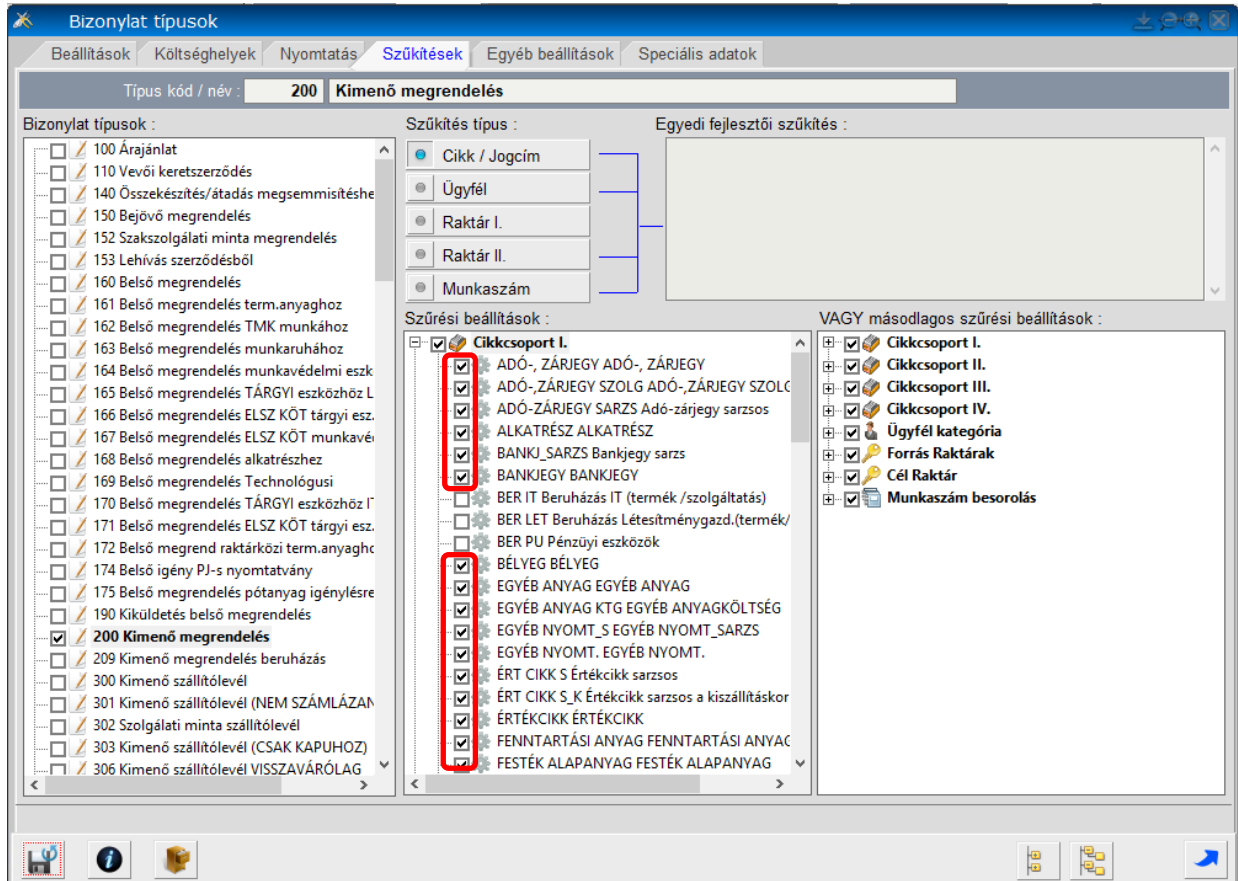 Bizonylat típusok
Beállítások Költséghelyek Nyomtatás Szűkítések Egyéb beállítások Speciális adatok
Típus kód / név : 200 Kimenő megrendelés
Bizonylat típusok :
100 Árajánlat
110 Vevői keretszerződés
140 Összekészítés/átadás megsemmisítéshe
150 Bejövő megrendelés
152 Szakszolgálati minta megrendelés
153 Lehívás szerződésből
160 Belső megrendelés
161 Belső megrendelés term.anyaghoz
162 Belső megrendelés TMK munkához
163 Belső megrendelés munkaruhához
164 Belső megrendelés munkavédelmi eszk
165 Belső megrendelés TÁRGYI eszközhöz L
166 Belső megrendelés ELSZ KÖT tárgyi esz.
167 Belső megrendelés ELSZ KÖT munkavé
168 Belső megrendelés alkatrészhez
169 Belső megrendelés Technológusi
170 Belső megrendelés TÁRGYI eszközhöz IT
171 Belső megrendelés ELSZ KÖT tárgyi esz.
172 Belső megrend raktárközi term.anyagho
174 Belső igény PJ-s nyomtatvány
175 Belső megrendelés pótanyag igénylésre
190 Kiküldetés belső megrendelés
200 Kimenő megrendelés
209 Kimenő megrendelés beruházás
300 Kimenő szállítólevél
301 Kimenő szállítólevél (NEM SZÁMLÁZAN
302 Szolgálati minta szállítólevél
303 Kimenő szállítólevél (CSAK KAPUHOZ)
306 Kimenő szállítólevél VISSZAVÁRÓLAG
Szűkítés típus :
Cikk / Jogcím
Ügyfél
Raktár I.
Raktár II.
Munkaszám
Egyedi fejlesztői szűkítés :
Szűrési beállítások :
Cikkcsoport I.
ADÓ-, ZÁRJEGY ADÓ-, ZÁRJEGY
ADÓ-,ZÁRJEGY SZOLG ADÓ-,ZÁRJEGY SZOLG
ADÓ-ZÁRJEGY SARZS Adó-zárjegy sarzsos
ALKATRÉSZ ALKATRÉSZ
BANKJ_SARZS Bankjegy sarzs
BANKJEGY BANKJEGY
BER IT Beruházás IT (termék /szolgáltatás)
BER LET Beruházás Létesítménygazd.(termék/
BER PU Pénzüyi eszközök
BÉLYEG BÉLYEG
EGYÉB ANYAG EGYÉB ANYAG
EGYÉB ANYAG KTG EGYÉB ANYAGKÖLTSÉG
EGYÉB NYOMT_S EGYÉB NYOMT_SARZS
EGYÉB NYOMT. EGYÉB NYOMT.
ÉRT CIKK S Értékcikk sarzsos
ÉRT CIKK S_K Értékcikk sarzsos a kiszállításkor
ÉRTÉKCIKK ÉRTÉKCIKK
FENNTARTÁSI ANYAG FENNTARTÁSI ANYAG
FESTÉK ALAPANYAG FESTÉK ALAPANYAG
VAGY másodlagos szűrési beállítások :
Cikkcsoport I.
Cikkcsoport II.
Cikkcsoport III.
Cikkcsoport IV.
Ügyfél kategória
Forrás Raktárak
Cél Raktár
Munkaszám besorolás